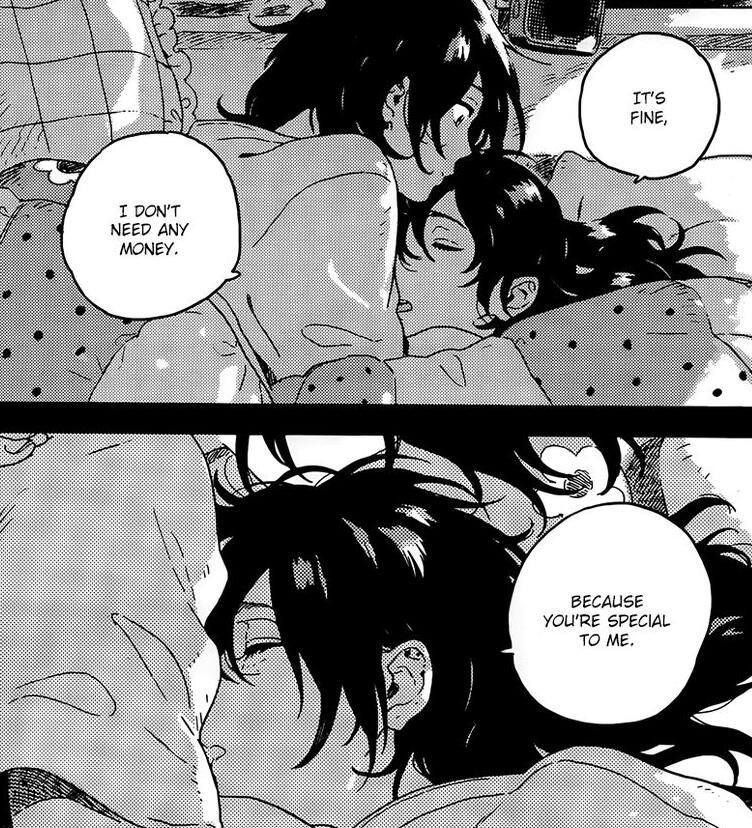 IT'S
FINE,
I DON'T
NEED ANY
MONEY.
BECAUSE
YOU'RE SPECIAL
TO ME.